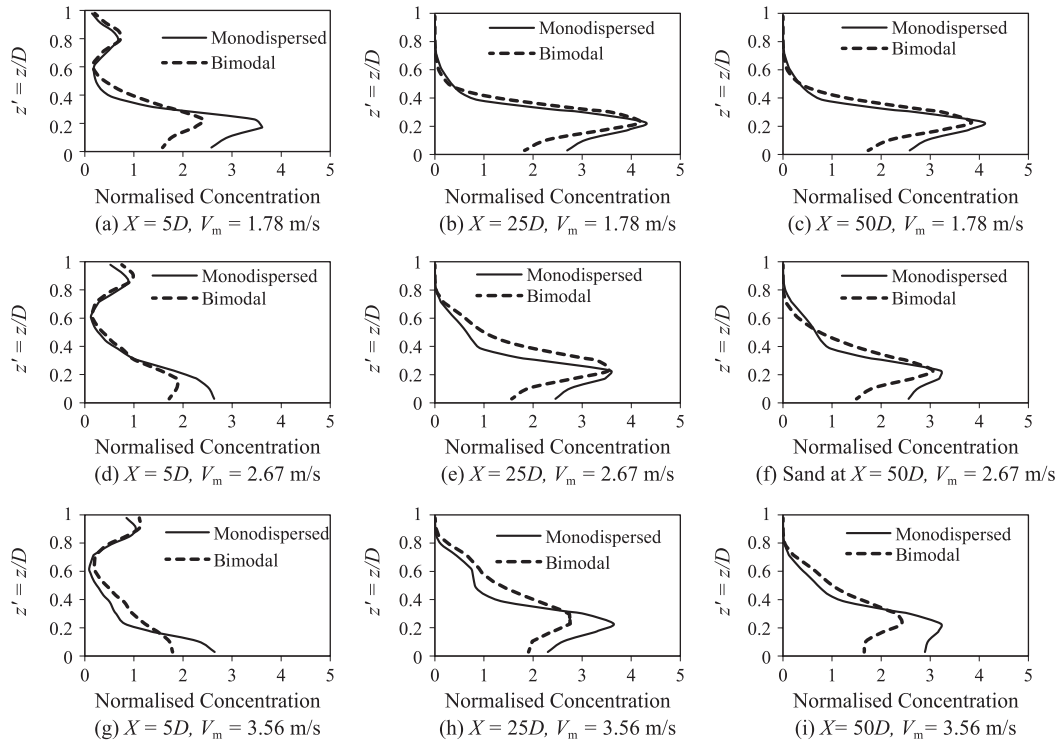 1
0.8
0.6
0.4
0.2
0
z' = z/D
Monodispersed
Bimodal
0 1 2 3 4 5
Normalised Concentration
(a) X = 5D, Vm = 1.78 m/s
1
0.8
0.6
0.4
0.2
0
z' = z/D
Monodispersed
Bimodal
0 1 2 3 4 5
Normalised Concentration
(b) X = 25D, Vm = 1.78 m/s
1
0.8
0.6
0.4
0.2
0
z' = z/D
Monodispersed
Bimodal
0 1 2 3 4 5
Normalised Concentration
(c) X = 50D, Vm = 1.78 m/s
1
0.8
0.6
0.4
0.2
0
z' = z/D
Monodispersed
Bimodal
0 1 2 3 4 5
Normalised Concentration
(d) X = 5D, Vm = 2.67 m/s
1
0.8
0.6
0.4
0.2
0
z' = z/D
Monodispersed
Bimodal
0 1 2 3 4 5
Normalised Concentration
(e) X = 25D, Vm = 2.67 m/s
1
0.8
0.6
0.4
0.2
0
z' = z/D
Monodispersed
Bimodal
0 1 2 3 4 5
Normalised Concentration
(f) Sand at X = 50D, Vm = 2.67 m/s
1
0.8
0.6
0.4
0.2
0
z' = z/D
Monodispersed
Bimodal
0 1 2 3 4 5
Normalised Concentration
(g) X = 5D, Vm = 3.56 m/s
1
0.8
0.6
0.4
0.2
0
z' = z/D
Monodispersed
Bimodal
0 1 2 3 4 5
Normalised Concentration
(h) X = 25D, Vm = 3.56 m/s
1
0.8
0.6
0.4
0.2
0
z' = z/D
Monodispersed
Bimodal
0 1 2 3 4 5
Normalised Concentration
(i) X= 50D, Vm = 3.56 m/s